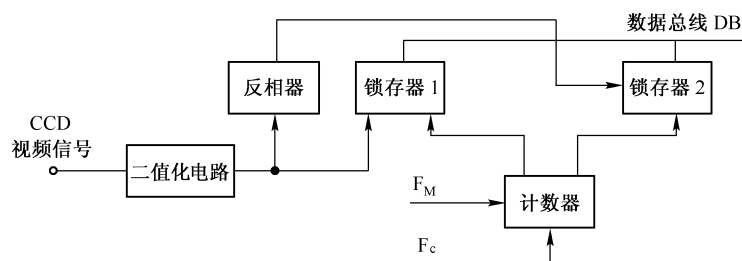 数据总线 DB
反相器
锁存器 1
锁存器 2
CCD
视频信号
二值化电路
F_M
计数器
F_c